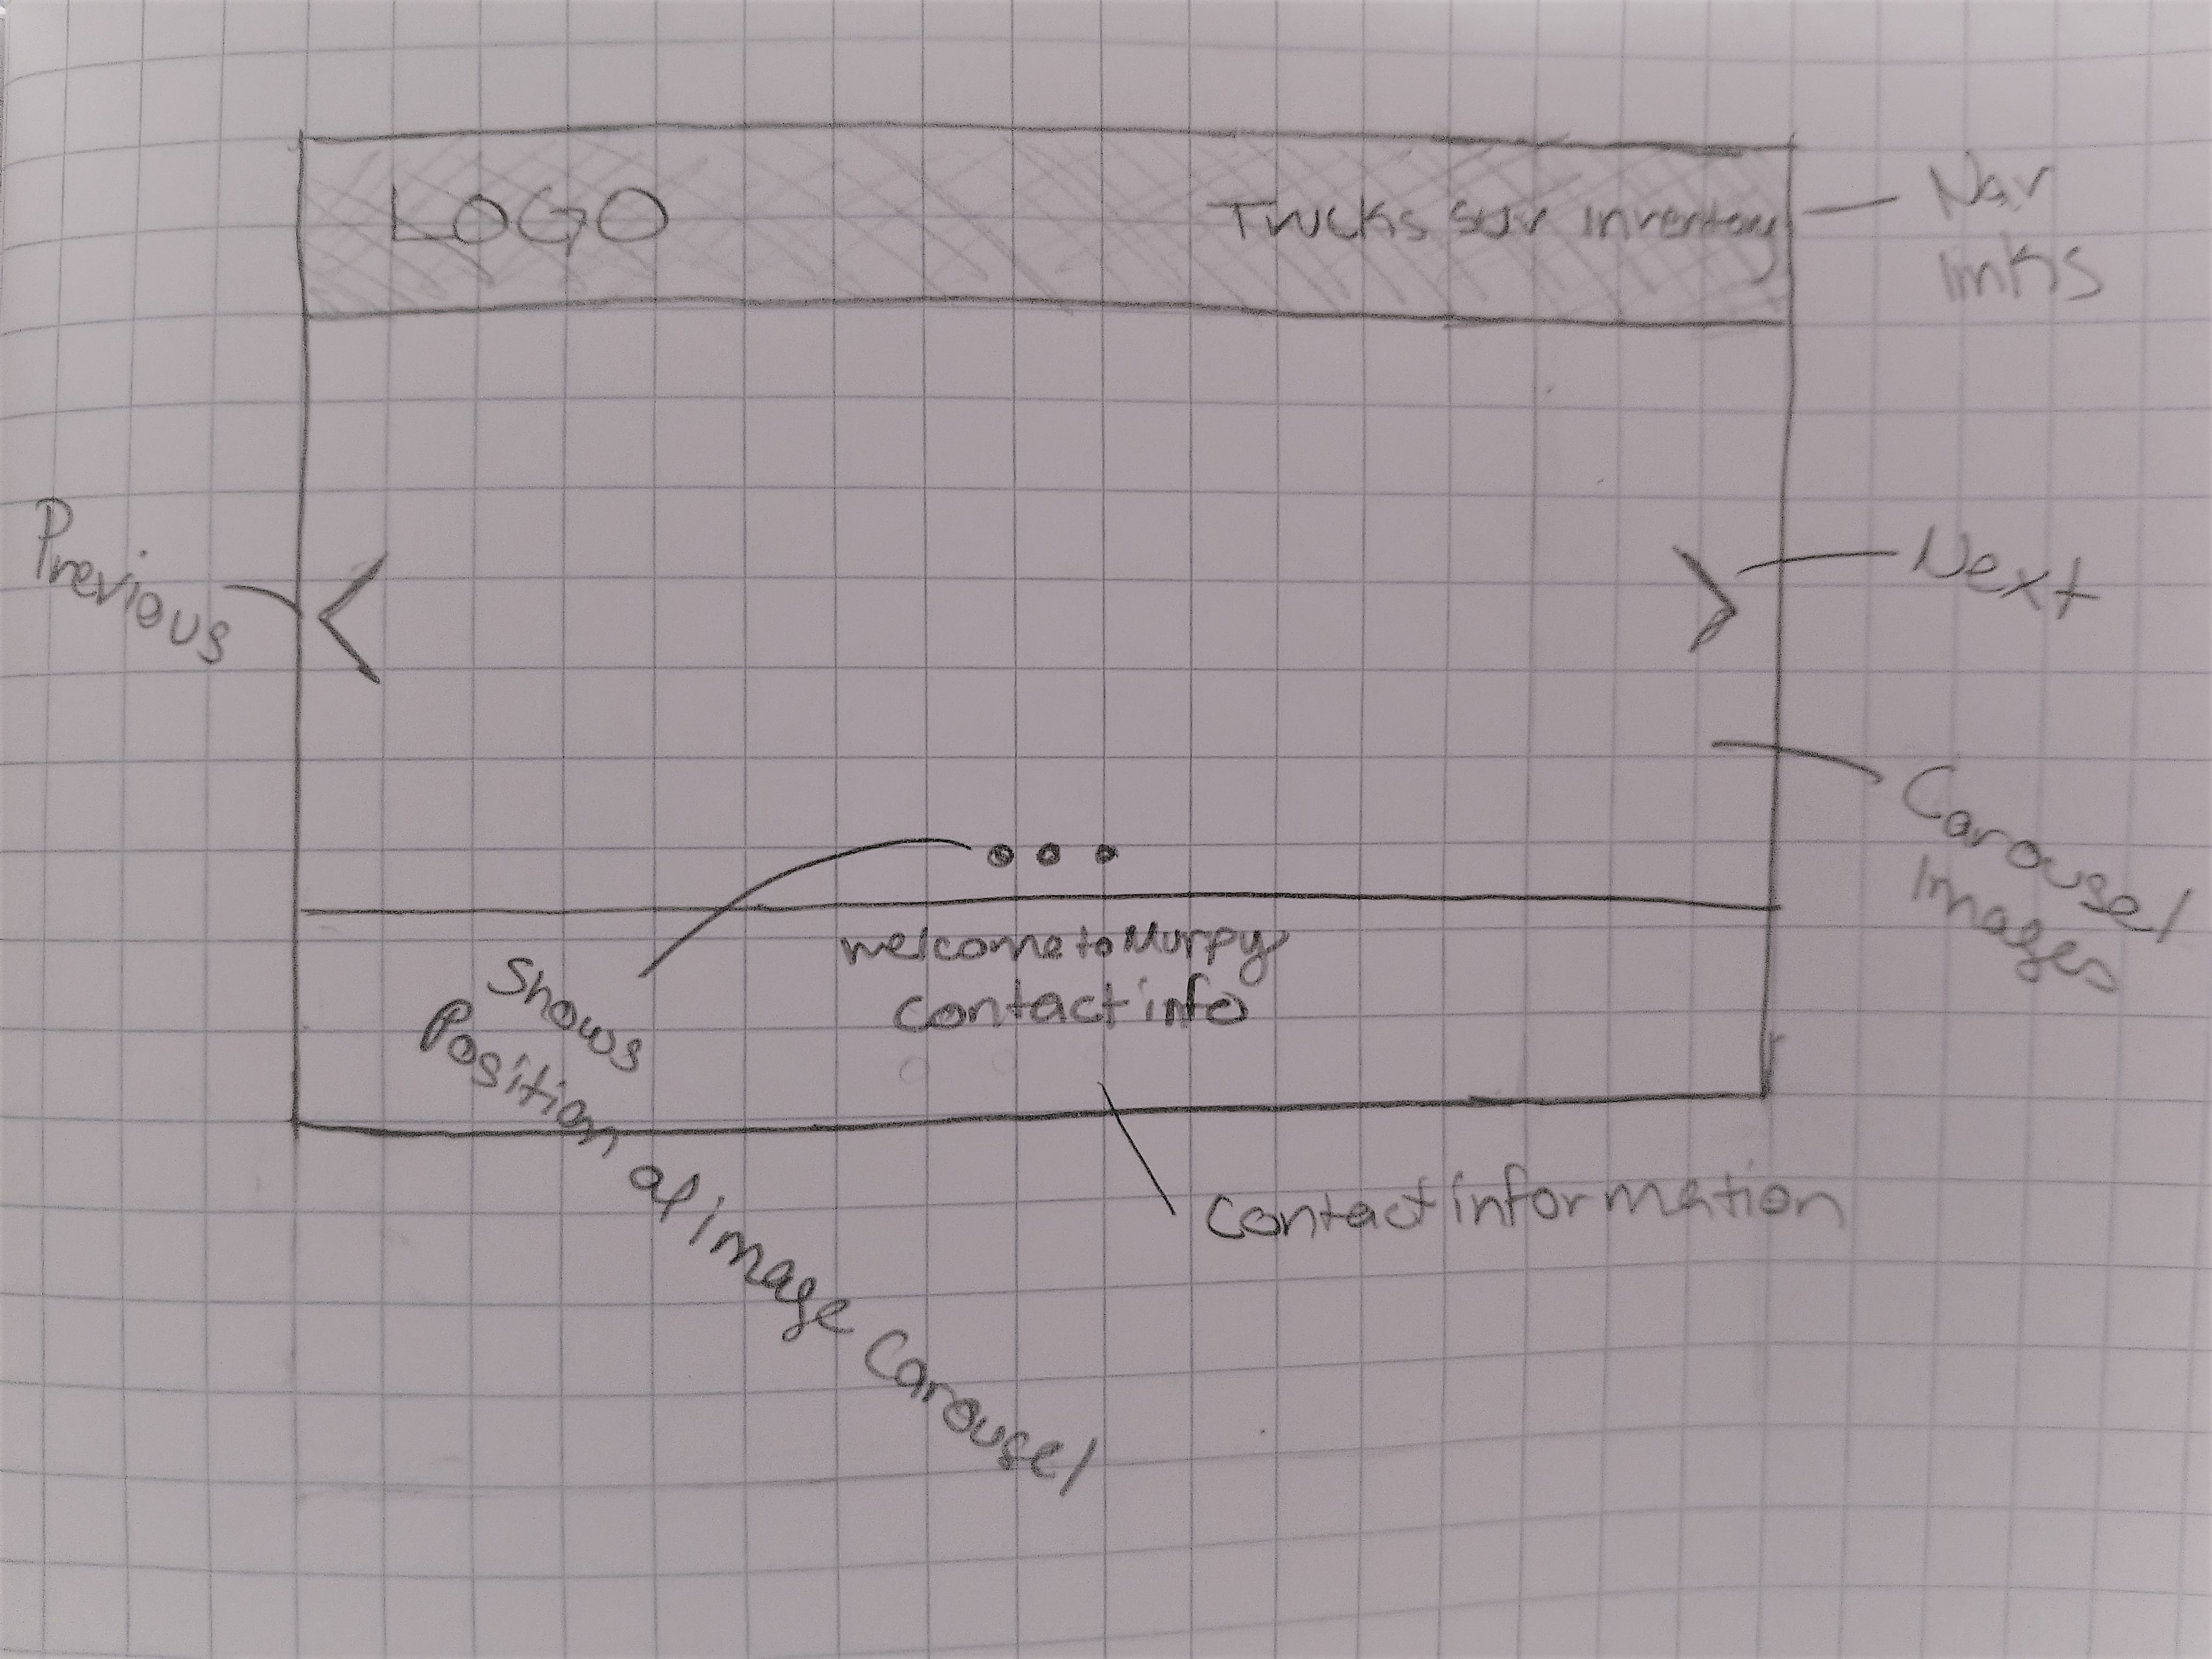 LOGO
Trucks SUV inventory
Nav
links
Previous
Next
Carousel
Images
welcome to Murpy
contact info
Shows
Position of image Carousel
Contact information